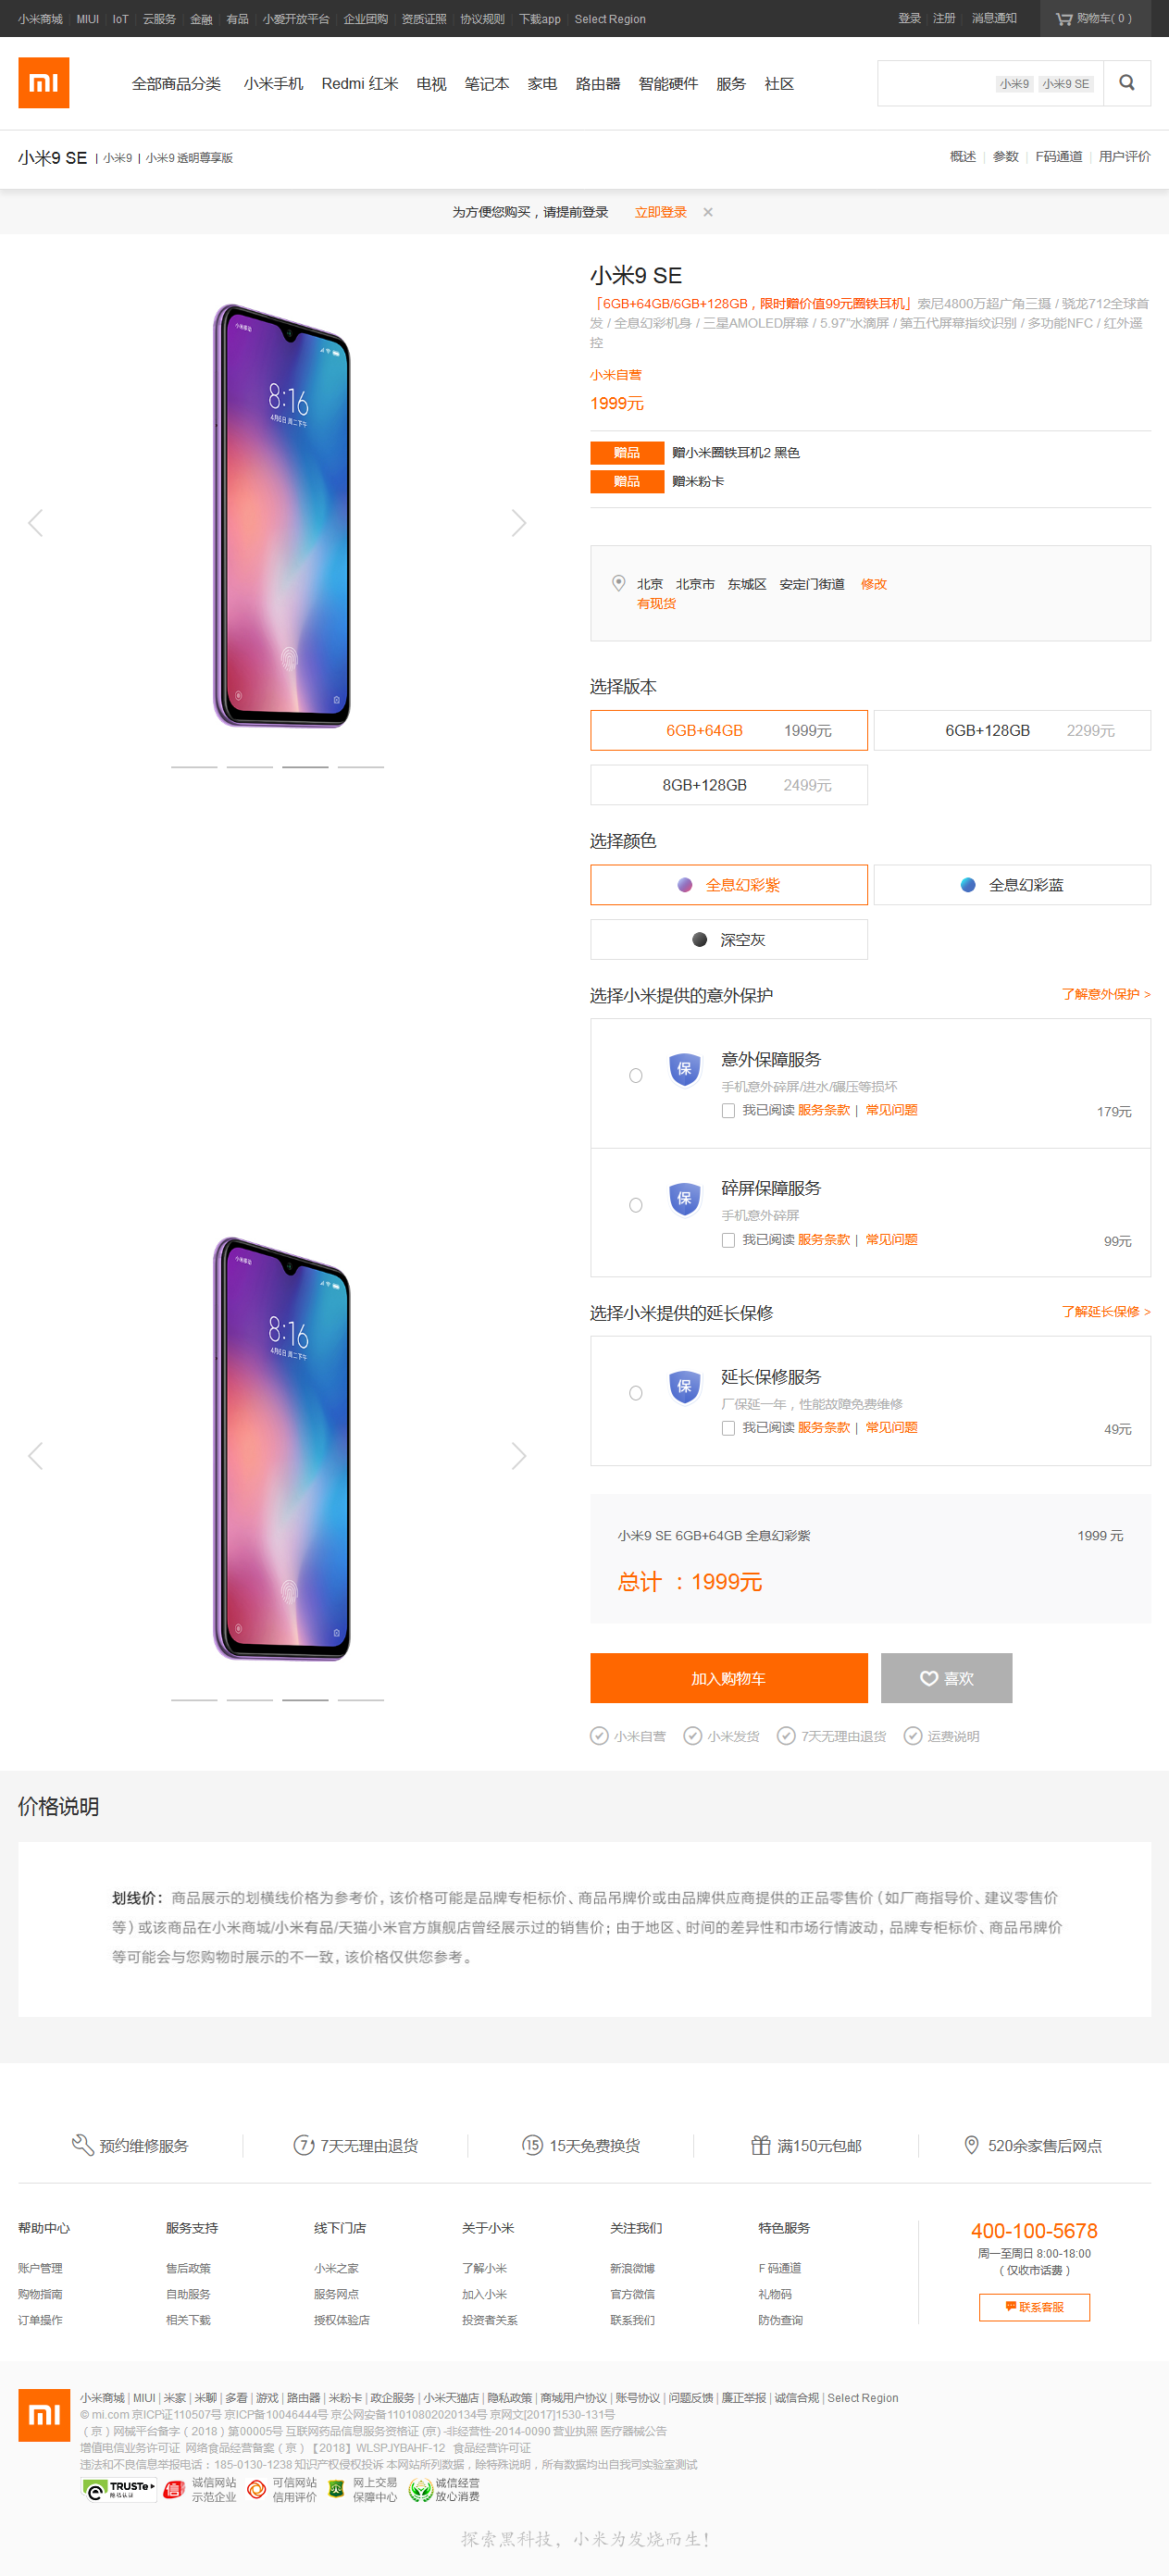 小米商城 MIUI IoT 云服务 金融 有品 小爱开放平台 企业团购 资质证照 协议规则 下载app Select Region 登录 注册 消息通知 购物车( 0 )
mi 全部商品分类 小米手机 Redmi 红米 电视 笔记本 家电 路由器 智能硬件 服务 社区 小米9 小米9 SE
小米9 SE | 小米9 | 小米9 透明尊享版 概述 | 参数 | F码通道 | 用户评价
为方便您购买，请提前登录 立即登录 ×
小米9 SE
「6GB+64GB/6GB+128GB，限时赠价值99元圈铁耳机」索尼4800万超广角三摄 / 骁龙712全球首
发 / 全息幻彩机身 / 三星AMOLED屏幕 / 5.97"水滴屏 / 第五代屏幕指纹识别 / 多功能NFC / 红外遥
控
小米自营
1999元
赠品 赠小米圈铁耳机2 黑色
赠品 赠米粉卡
8:16
北京 北京市 东城区 安定门街道 修改
有现货
选择版本
6GB+64GB 1999元 6GB+128GB 2299元
8GB+128GB 2499元
选择颜色
全息幻彩紫 全息幻彩蓝
深空灰
选择小米提供的意外保护 了解意外保护 >
保 意外保障服务
手机意外碎屏/进水/碾压等损坏
我已阅读 服务条款 | 常见问题 179元
保 碎屏保障服务
手机意外碎屏
我已阅读 服务条款 | 常见问题 99元
选择小米提供的延长保修 了解延长保修 >
8:16
保 延长保修服务
厂保延一年，性能故障免费维修
我已阅读 服务条款 | 常见问题 49元
小米9 SE 6GB+64GB 全息幻彩紫 1999 元
总计 ：1999元
加入购物车 喜欢
小米自营 小米发货 7天无理由退货 运费说明
价格说明
划线价：商品展示的划横线价格为参考价，该价格可能是品牌专柜标价、商品吊牌价或由品牌供应商提供的正品零售价（如厂商指导价、建议零售价
等）或该商品在小米商城/小米有品/天猫小米官方旗舰店曾经展示过的销售价；由于地区、时间的差异性和市场行情波动，品牌专柜标价、商品吊牌价
等可能会与您购物时展示的不一致，该价格仅供您参考。
预约维修服务 7 7天无理由退货 15 15天免费换货 满150元包邮 520余家售后网点
帮助中心 服务支持 线下门店 关于小米 关注我们 特色服务 400-100-5678
周一至周日 8:00-18:00
账户管理 售后政策 小米之家 了解小米 新浪微博 F 码通道 （仅收市话费）
购物指南 自助服务 服务网点 加入小米 官方微信 礼物码
订单操作 相关下载 授权体验店 投资者关系 联系我们 防伪查询 联系客服
mi 小米商城 | MIUI | 米家 | 米聊 | 多看 | 游戏 | 路由器 | 米粉卡 | 政企服务 | 小米天猫店 | 隐私政策 | 商城用户协议 | 账号协议 | 问题反馈 | 廉正举报 | 诚信合规 | Select Region
© mi.com 京ICP证110507号 京ICP备10046444号 京公网安备11010802020134号 京网文[2017]1530-131号
（京）网械平台备字（2018）第00005号 互联网药品信息服务资格证 (京) -非经营性-2014-0090 营业执照 医疗器械公告
增值电信业务许可证 网络食品经营备案（京）【2018】WLSPJYBAHF-12 食品经营许可证
违法和不良信息举报电话：185-0130-1238 知识产权侵权投诉 本网站所列数据，除特殊说明，所有数据均出自我司实验室测试
TRUSTe 诚信网站 可信网站 网上交易 诚信经营
示范企业 信用评价 保障中心 放心消费
探索黑科技，小米为发烧而生！